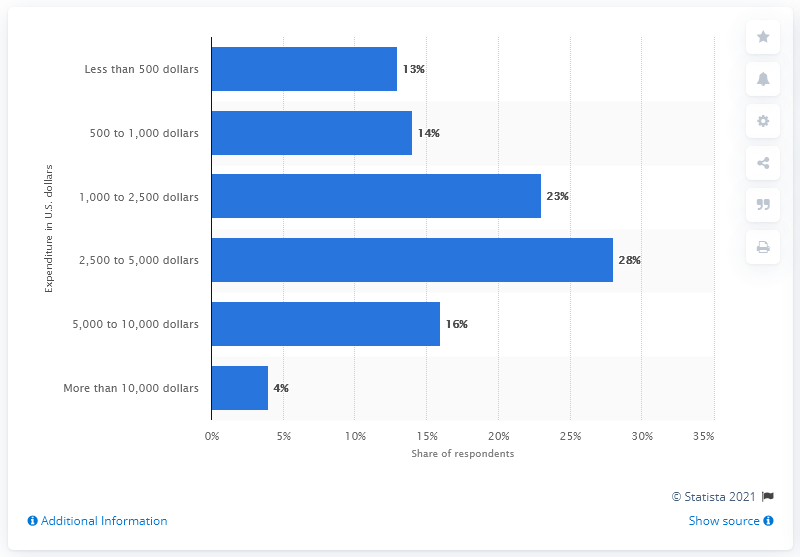 Less than 500 dollars 13%
500 to 1,000 dollars 14%
1,000 to 2,500 dollars 23%
2,500 to 5,000 dollars 28%
5,000 to 10,000 dollars 16%
More than 10,000 dollars 4%
Expenditure in U.S. dollars
0% 5% 10% 15% 20% 25% 30% 35%
Share of respondents
© Statista 2021
Additional Information
Show source